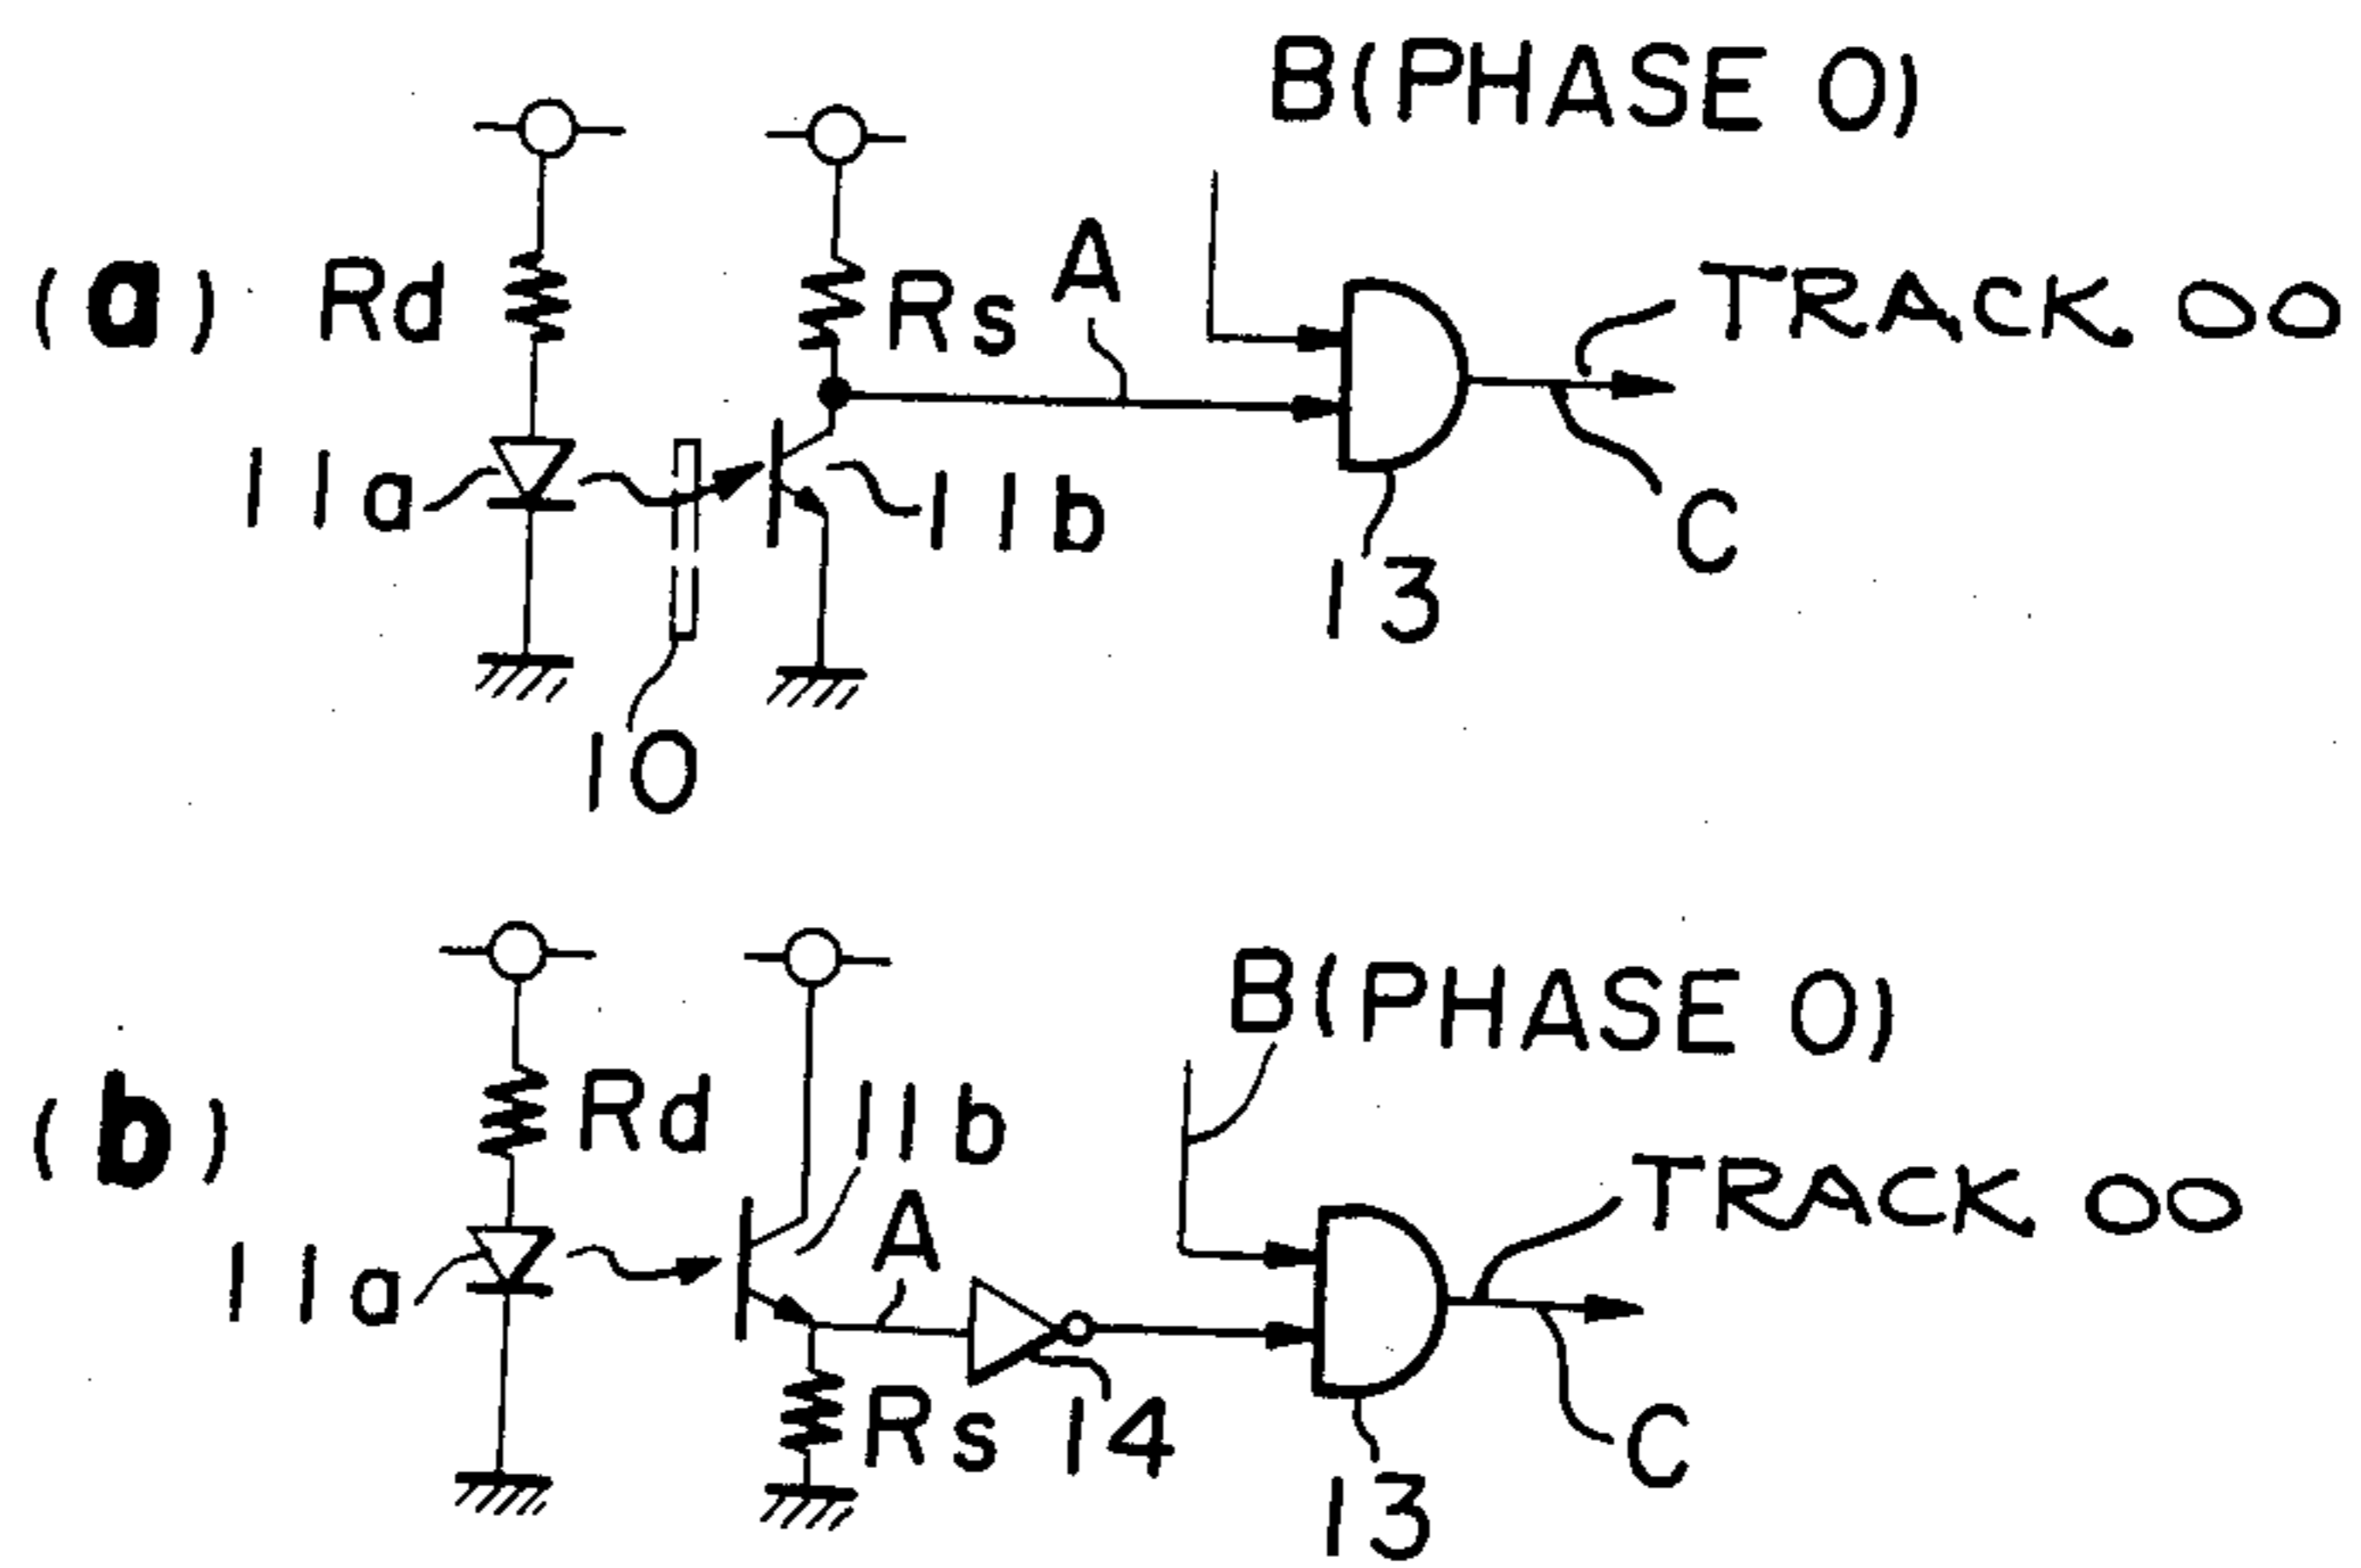 B(PHASE 0)
(a) Rd
Rs
A
TRACK 00
11a
11b
C
13
10
B(PHASE 0)
(b) Rd
11b
A
TRACK 00
11a
Rs
14
C
13